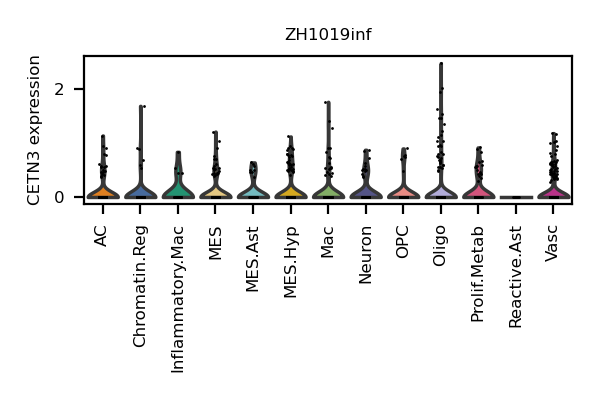 ZH1019inf
CETN3 expression
2
0
AC
Chromatin.Reg
Inflammatory.Mac
MES
MES.Ast
MES.Hyp
Mac
Neuron
OPC
Oligo
Prolif.Metab
Reactive.Ast
Vasc